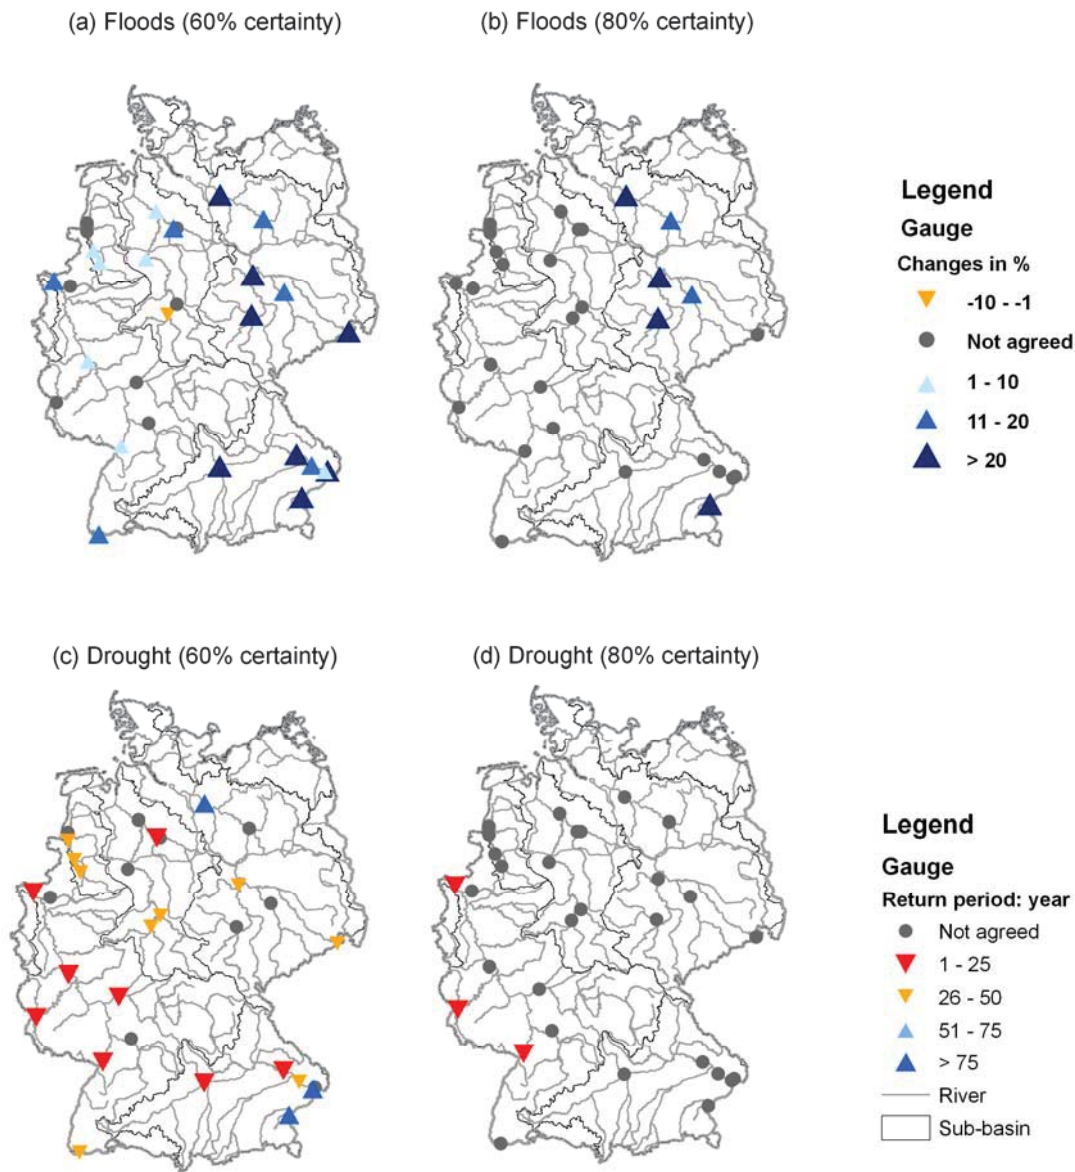 (a) Floods (60% certainty)
(b) Floods (80% certainty)
Legend
Gauge
Changes in %
-10 - -1
Not agreed
1 - 10
11 - 20
> 20
(c) Drought (60% certainty)
(d) Drought (80% certainty)
Legend
Gauge
Return period: year
Not agreed
1 - 25
26 - 50
51 - 75
> 75
River
Sub-basin